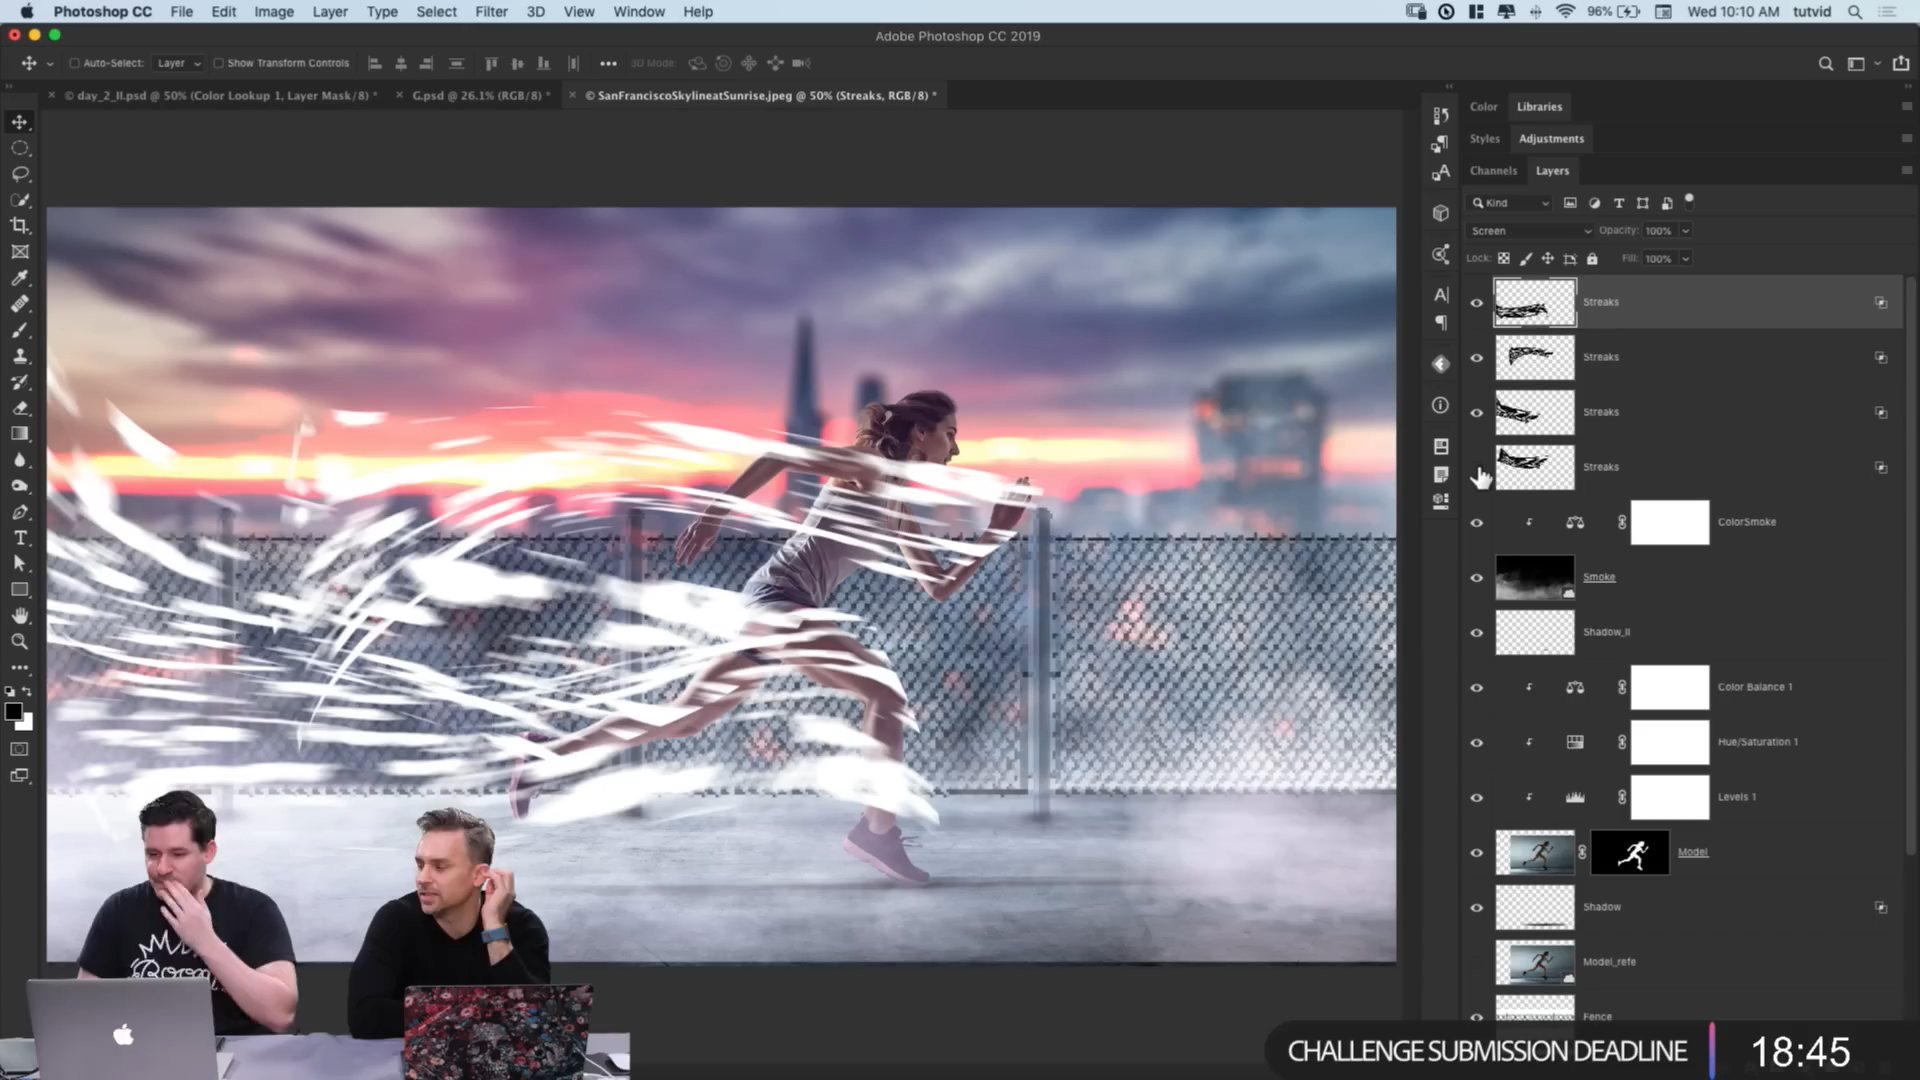 Photoshop CC File Edit Image Layer Type Select Filter 3D View Window Help 96% Wed 10:10 AM tutvid
Adobe Photoshop CC 2019
Auto-Select: Layer Show Transform Controls 3D Mode:
© day_2_II.psd @ 50% (Color Lookup 1, Layer Mask/8) * G.psd @ 26.1% (RGB/8) * © SanFranciscoSkylineatSunrise.jpeg @ 50% (Streaks, RGB/8) *
Color Libraries
Styles Adjustments
Channels Layers
Kind
Screen Opacity: 100%
Lock: Fill: 100%
Streaks
Streaks
Streaks
Streaks
ColorSmoke
Smoke
Shadow_II
Color Balance 1
Hue/Saturation 1
Levels 1
Model
Shadow
Model_refe
Fence
CHALLENGE SUBMISSION DEADLINE 18:45